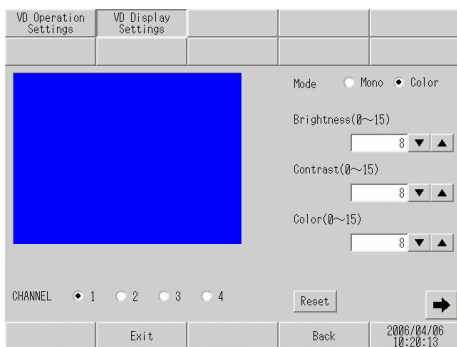 VD Operation
Settings
VD Display
Settings
Mode Mono Color
Brightness(0~15)
8
Contrast(0~15)
8
Color(0~15)
8
CHANNEL 1 2 3 4
Reset
Exit
Back
2006/04/06
10:20:13